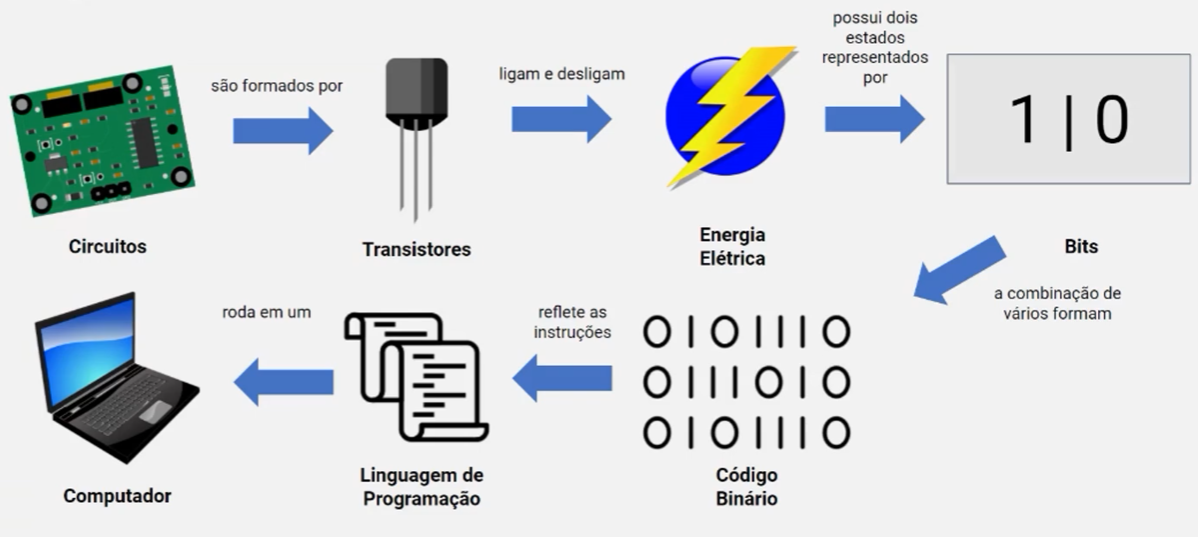 Circuitos
são formados por
Transistores
ligam e desligam
Energia
Elétrica
possui dois
estados
representados
por
1 | 0
Bits
a combinação de
vários formam
0 1 0 1 1 1 0
0 1 1 1 0 1 0
0 1 0 1 1 1 0
Código
Binário
reflete as
instruções
Linguagem de
Programação
roda em um
Computador